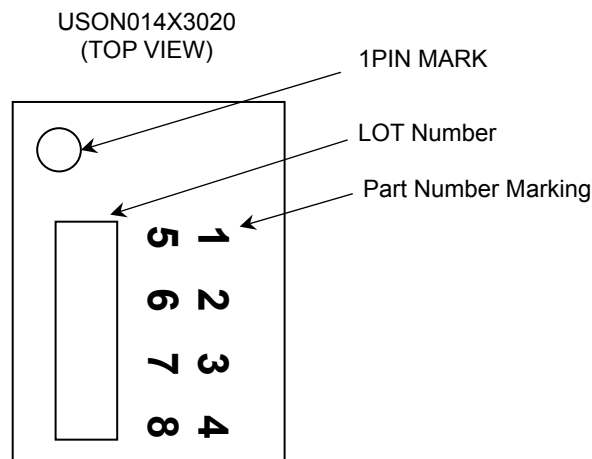 USON014X3020
(TOP VIEW)
1PIN MARK
LOT Number
Part Number Marking
1 2 3 4
5 6 7 8